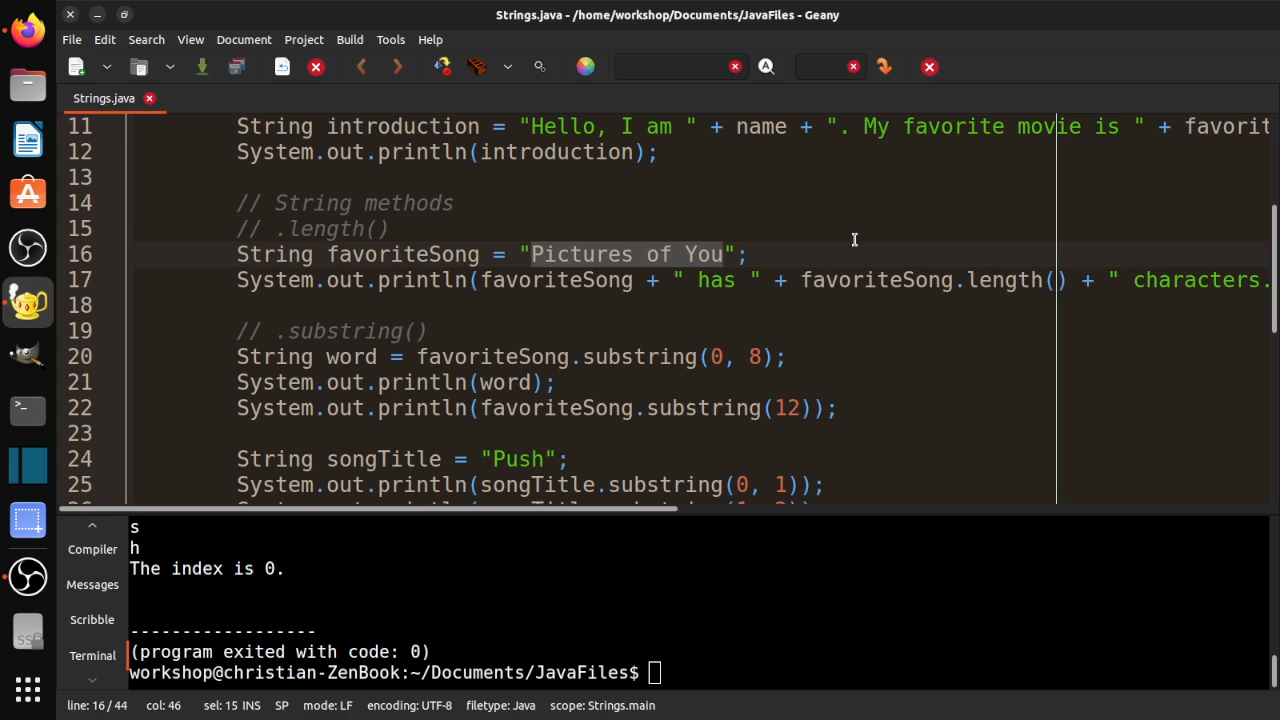 Strings.java - /home/workshop/Documents/JavaFiles - Geany
File Edit Search View Document Project Build Tools Help
Strings.java
11 String introduction = "Hello, I am " + name + ". My favorite movie is " + favorit
12 System.out.println(introduction);
13
14 // String methods
15 // .length()
16 String favoriteSong = "Pictures of You";
17 System.out.println(favoriteSong + " has " + favoriteSong.length() + " characters.
18
19 // .substring()
20 String word = favoriteSong.substring(0, 8);
21 System.out.println(word);
22 System.out.println(favoriteSong.substring(12));
23
24 String songTitle = "Push";
25 System.out.println(songTitle.substring(0, 1));
Compiler
Messages
Scribble
Terminal
s
h
The index is 0.
------------------
(program exited with code: 0)
workshop@christian-ZenBook:~/Documents/JavaFiles$
line: 16 / 44 col: 46 sel: 15 INS SP mode: LF encoding: UTF-8 filetype: Java scope: Strings.main